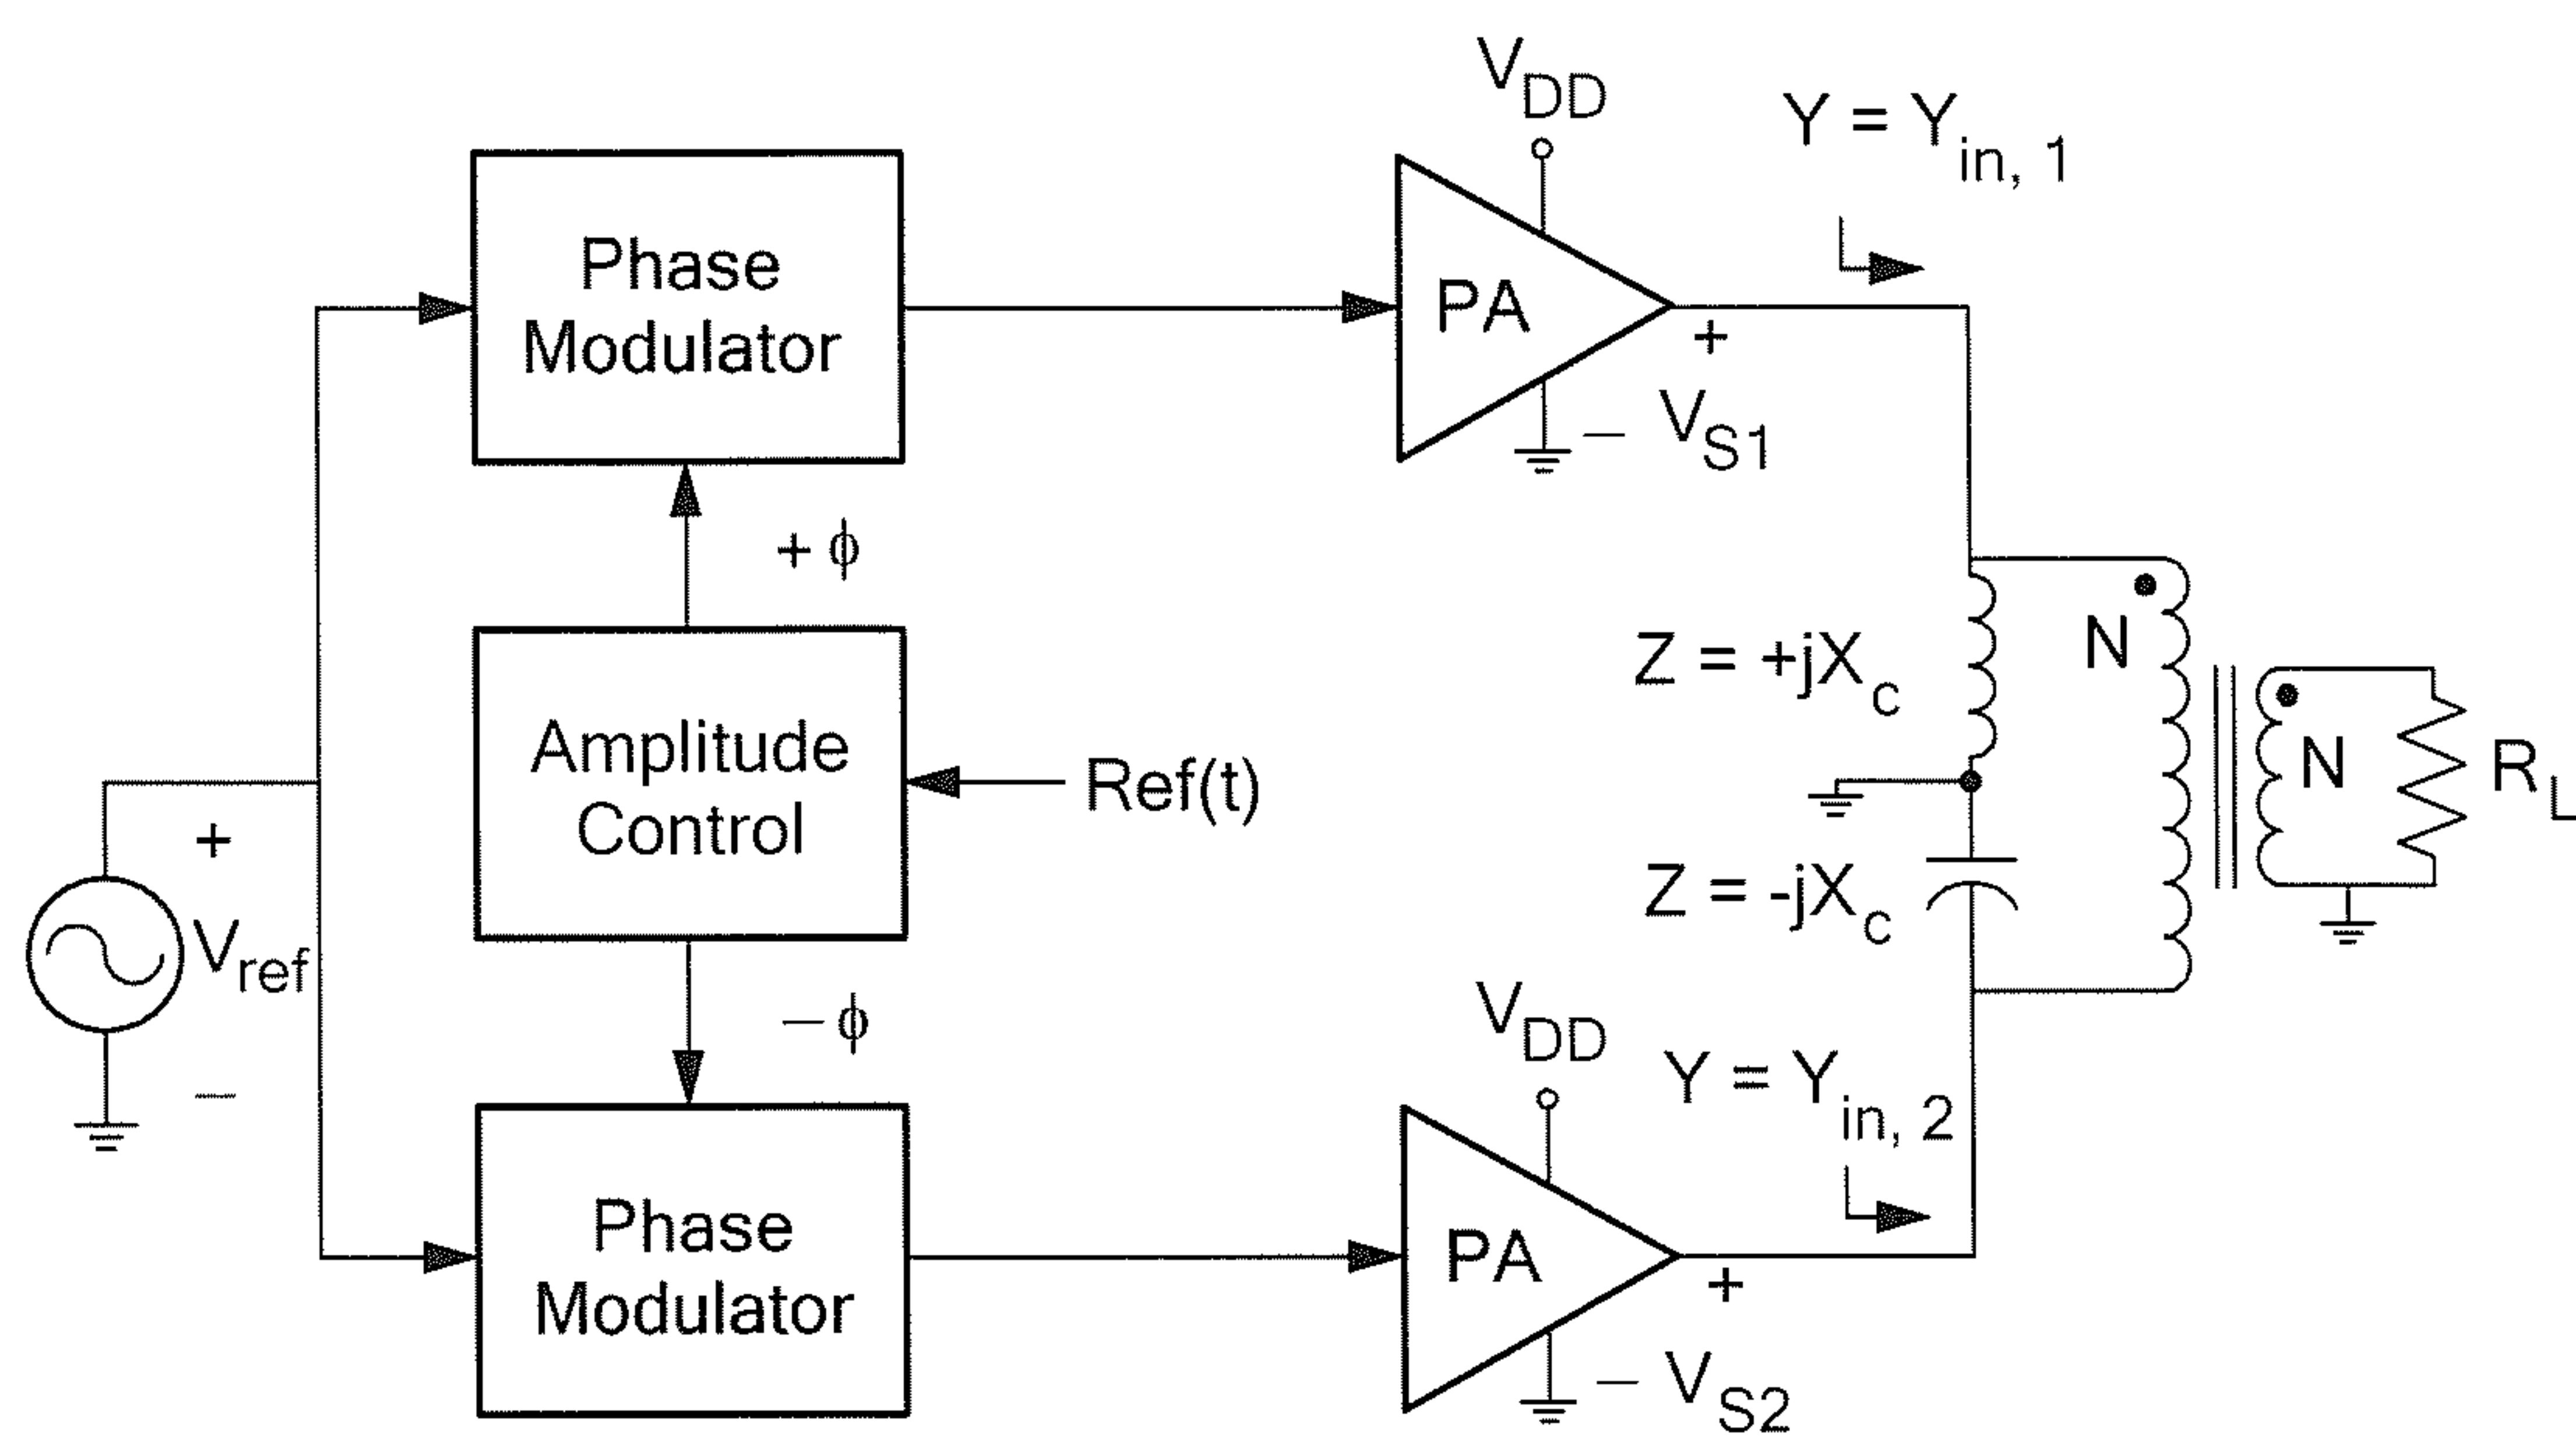 V_DD
Y = Y_in, 1
Phase
Modulator
PA
+
− V_S1
+ ϕ
Z = +jX_c
N
Amplitude
Control
Ref(t)
N
R_L
+
V_ref
−
Z = -jX_c
− ϕ
V_DD
Y = Y_in, 2
Phase
Modulator
PA
+
− V_S2